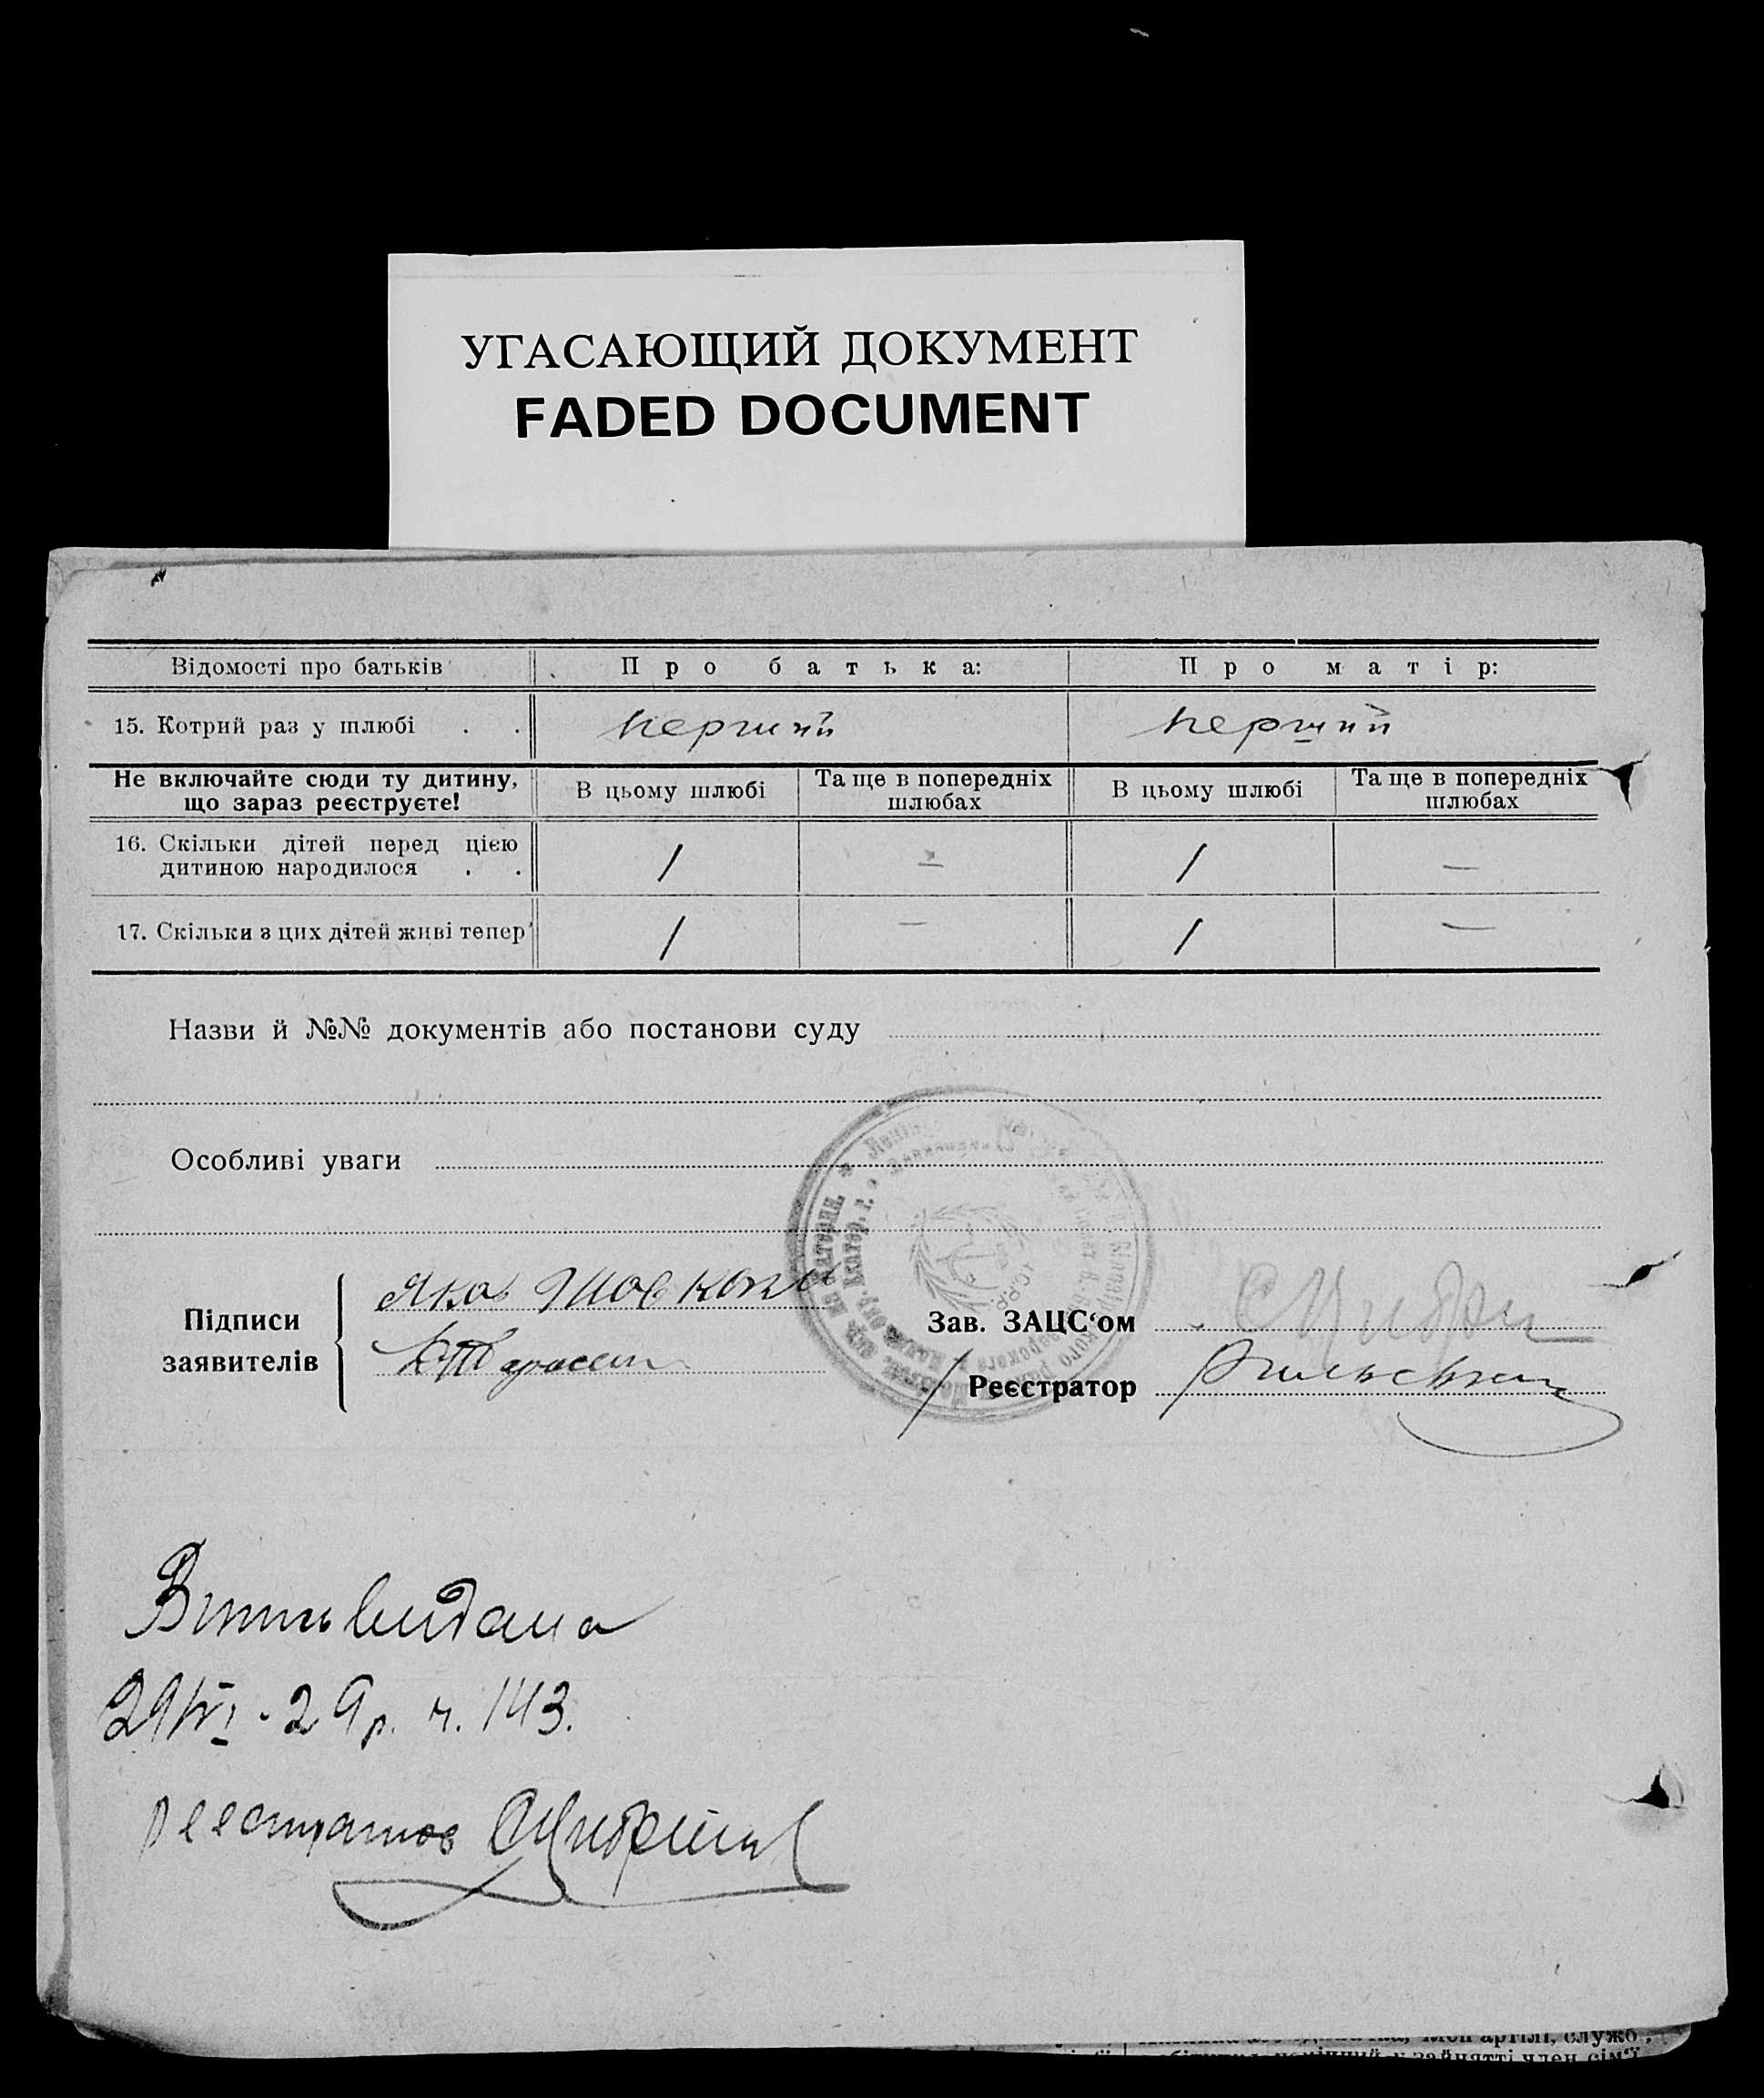 УГАСАЮЩИЙ ДОКУМЕНТ
FADED DOCUMENT
Відомості про батьків
Про батька:
Про матір:
15. Котрий раз у шлюбі . .
перший
перший
Не включайте сюди ту дитину,
що зараз реєструєте!
В цьому шлюбі
Та ще в попередніх
шлюбах
В цьому шлюбі
Та ще в попередніх
шлюбах
16. Скільки дітей перед цією
дитиною народилося . .
1
—
1
—
17. Скільки з цих дітей живі тепер
1
—
1
—
Назви й №№ документів або постанови суду
Особливі уваги
Підписи
заявителів
Яков
Зав. ЗАЦС‘ом
Реєстратор
видана
29/VI - 29 р. ч. 143.